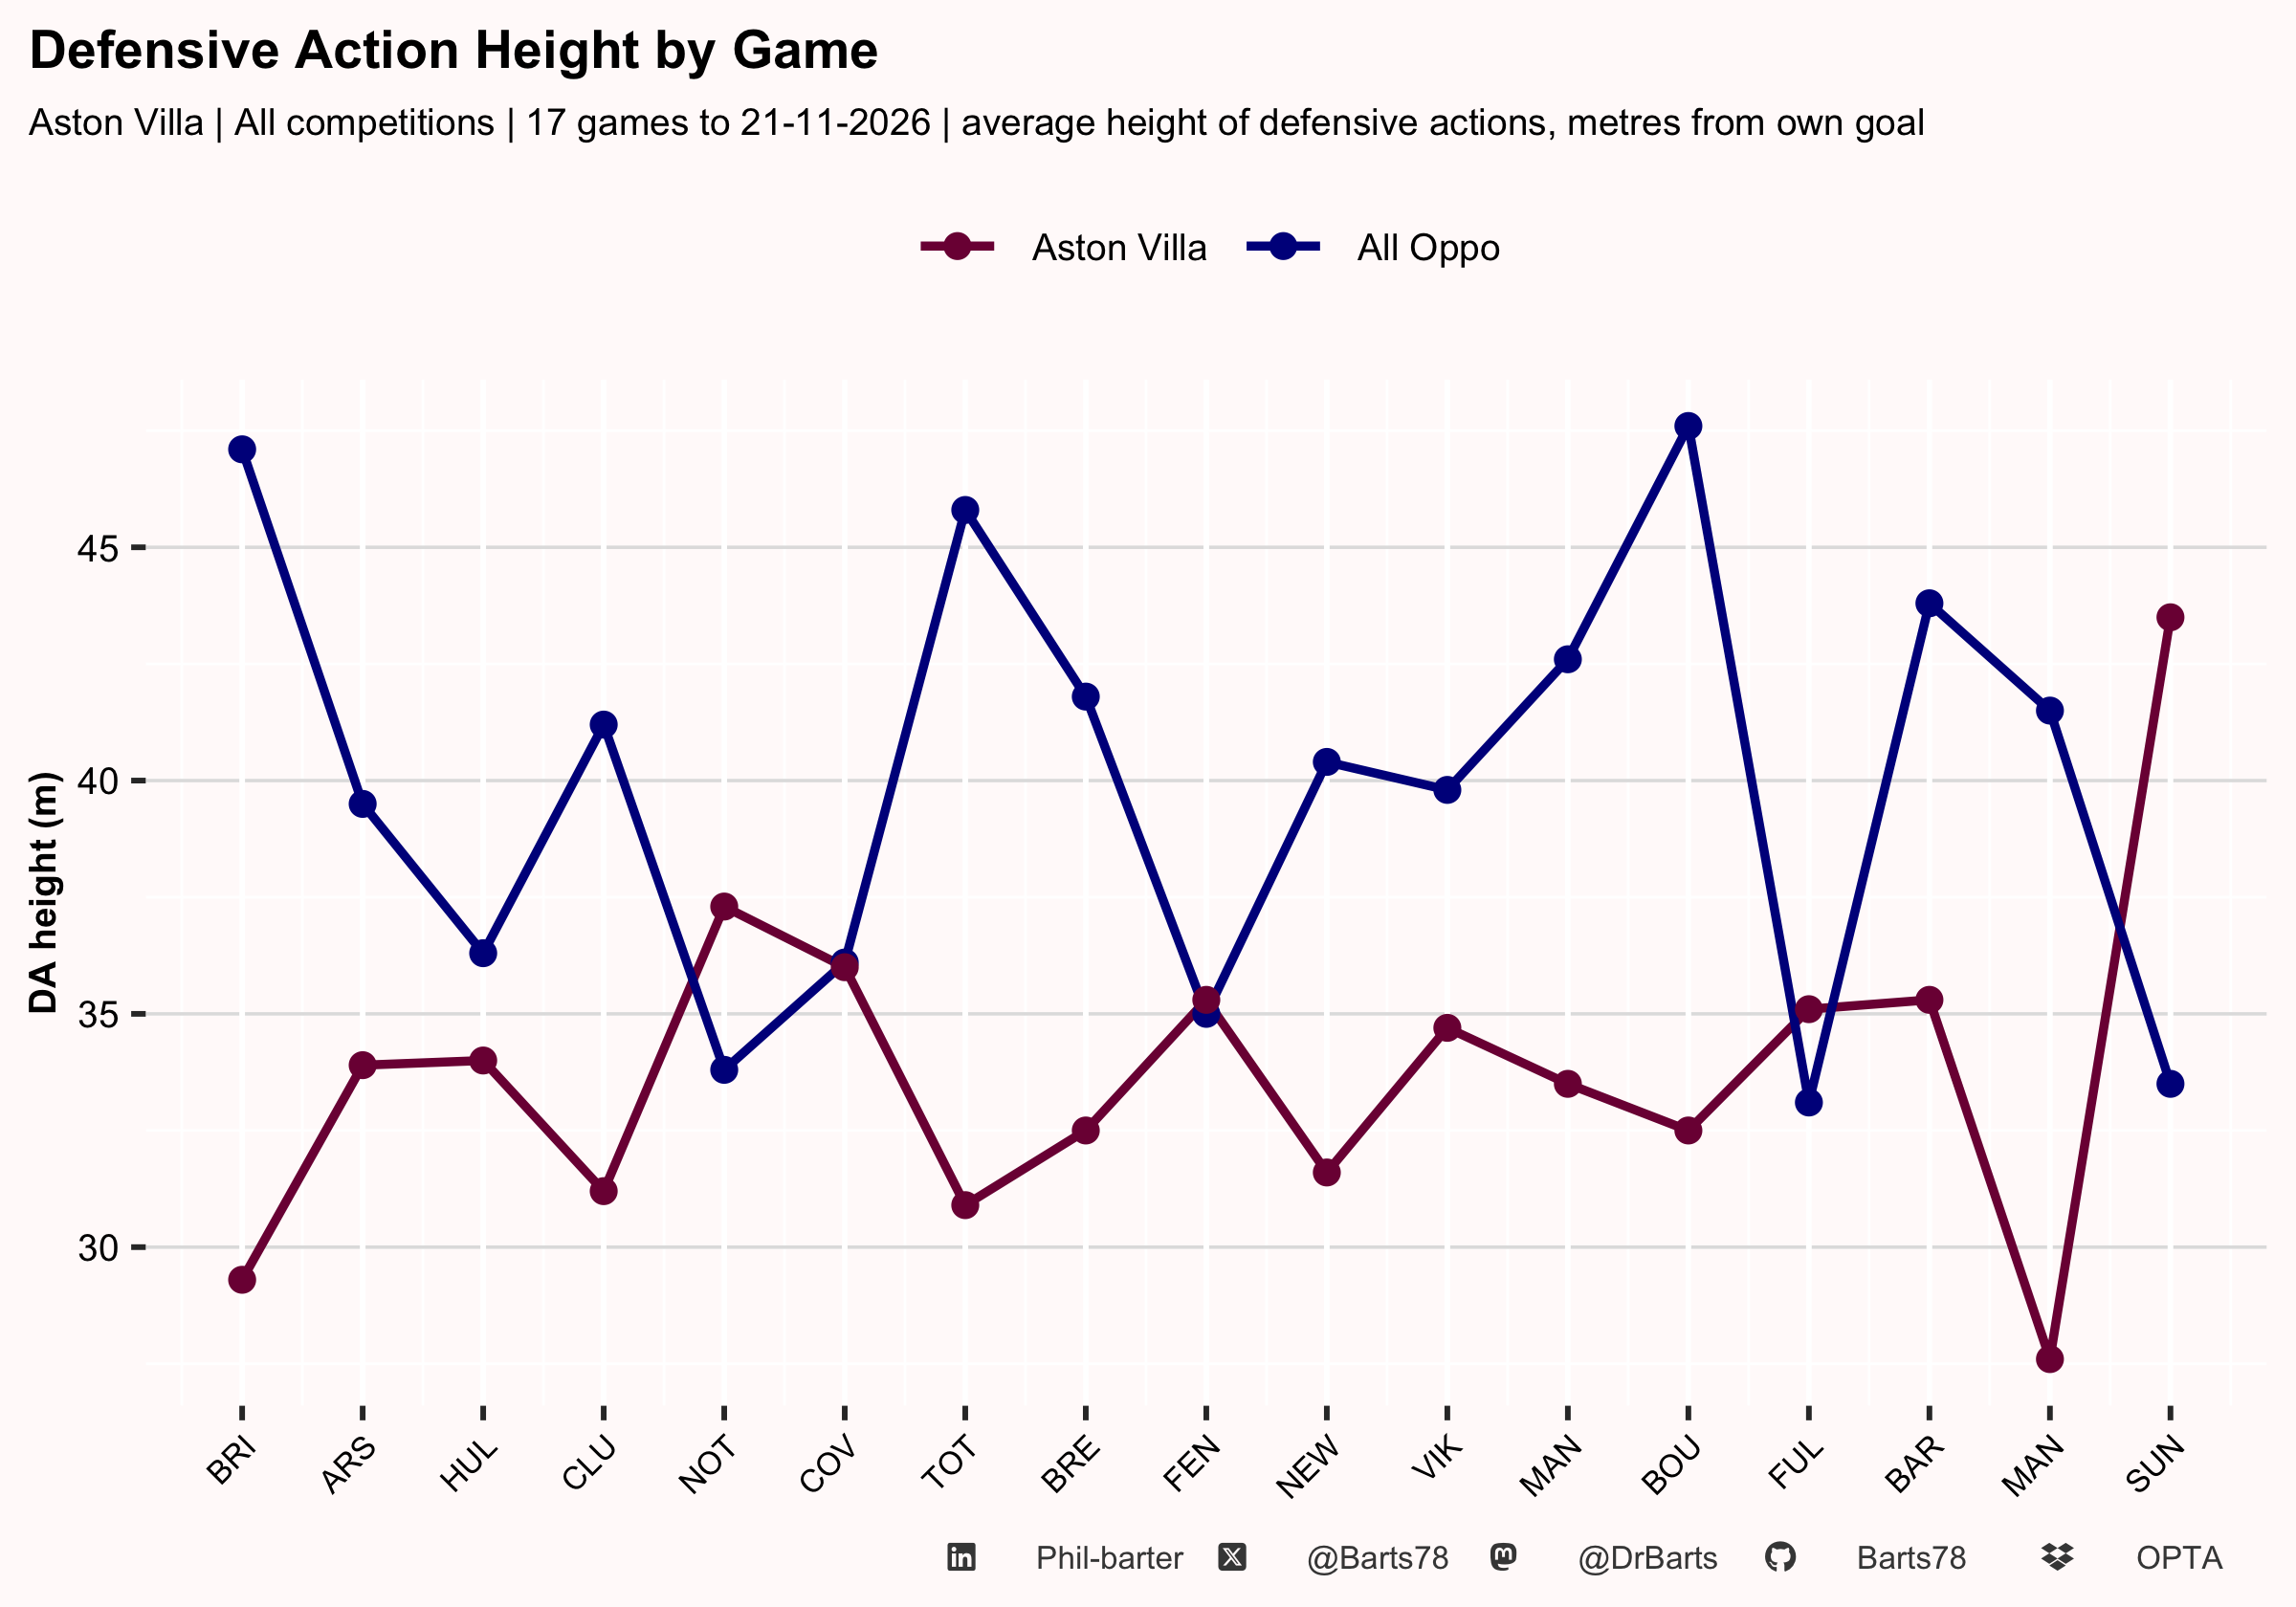 Defensive Action Height by Game
Aston Villa | All competitions | 17 games to 21-11-2026 | average height of defensive actions, metres from own goal
Aston Villa All Oppo
DA height (m)
45
40
35
30
BRI ARS HUL CLU NOT COV TOT BRE FEN NEW VIK MAN BOU FUL BAR MAN SUN
Phil-barter @Barts78 @DrBarts Barts78 OPTA